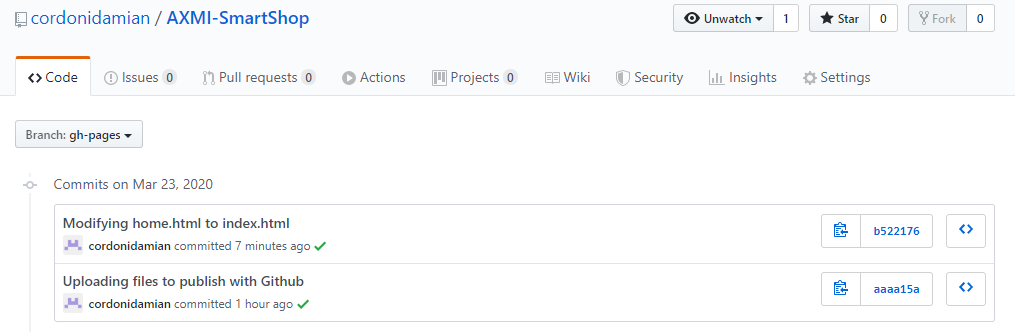 cordonidamian / AXMI-SmartShop
Unwatch 1 Star 0 Fork 0
Code Issues 0 Pull requests 0 Actions Projects 0 Wiki Security Insights Settings
Branch: gh-pages
Commits on Mar 23, 2020
Modifying home.html to index.html
cordonidamian committed 7 minutes ago
b522176
Uploading files to publish with Github
cordonidamian committed 1 hour ago
aaaa15a